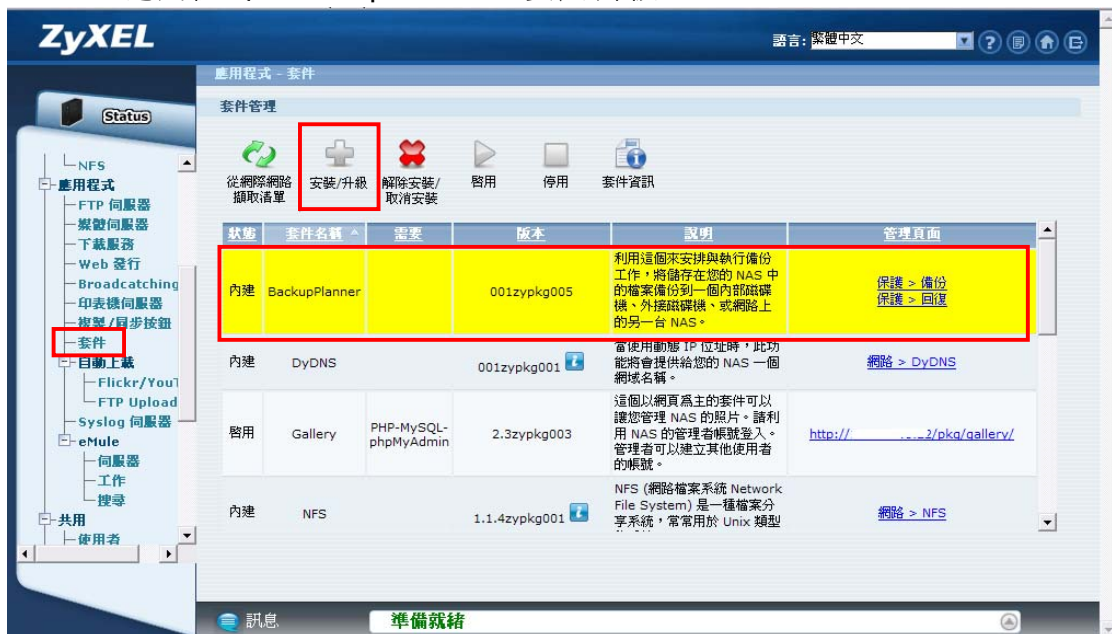 ZyXEL
語言: 繁體中文
應用程式 - 套件
Status
套件管理
從網際網路
擷取清單
安裝/升級
解除安裝/
取消安裝
啓用
停用
套件資訊
NFS
應用程式
FTP 伺服器
媒體伺服器
下載服務
Web 發行
Broadcatching
印表機伺服器
複製/同步按鈕
套件
自動上載
Flickr/YouT
FTP Upload
Syslog 伺服器
eMule
伺服器
工作
搜尋
共用
使用者
狀態 套件名稱 需要 版本 說明 管理頁面
內建 BackupPlanner 001zypkg005
利用這個來安排與執行備份
工作，將儲存在您的 NAS 中
的檔案備份到一個內部磁碟
機、外接磁碟機、或網路上
的另一台 NAS。
保護 > 備份
保護 > 回復
內建 DyDNS 001zypkg001
當使用動態 IP 位址時，此功
能將會提供給您的 NAS 一個
網域名稱。
網路 > DyDNS
啓用 Gallery
PHP-MySQL-
phpMyAdmin
2.3zypkg003
這個以網頁爲主的套件可以
讓您管理 NAS 的照片。請利
用 NAS 的管理者帳號登入。
管理者可以建立其他使用者
的帳號。
http:// 2/pkg/gallery/
內建 NFS 1.1.4zypkg001
NFS (網路檔案系統 Network
File System) 是一種檔案分
享系統，常常用於 Unix 類型
網路 > NFS
訊息 準備就緒